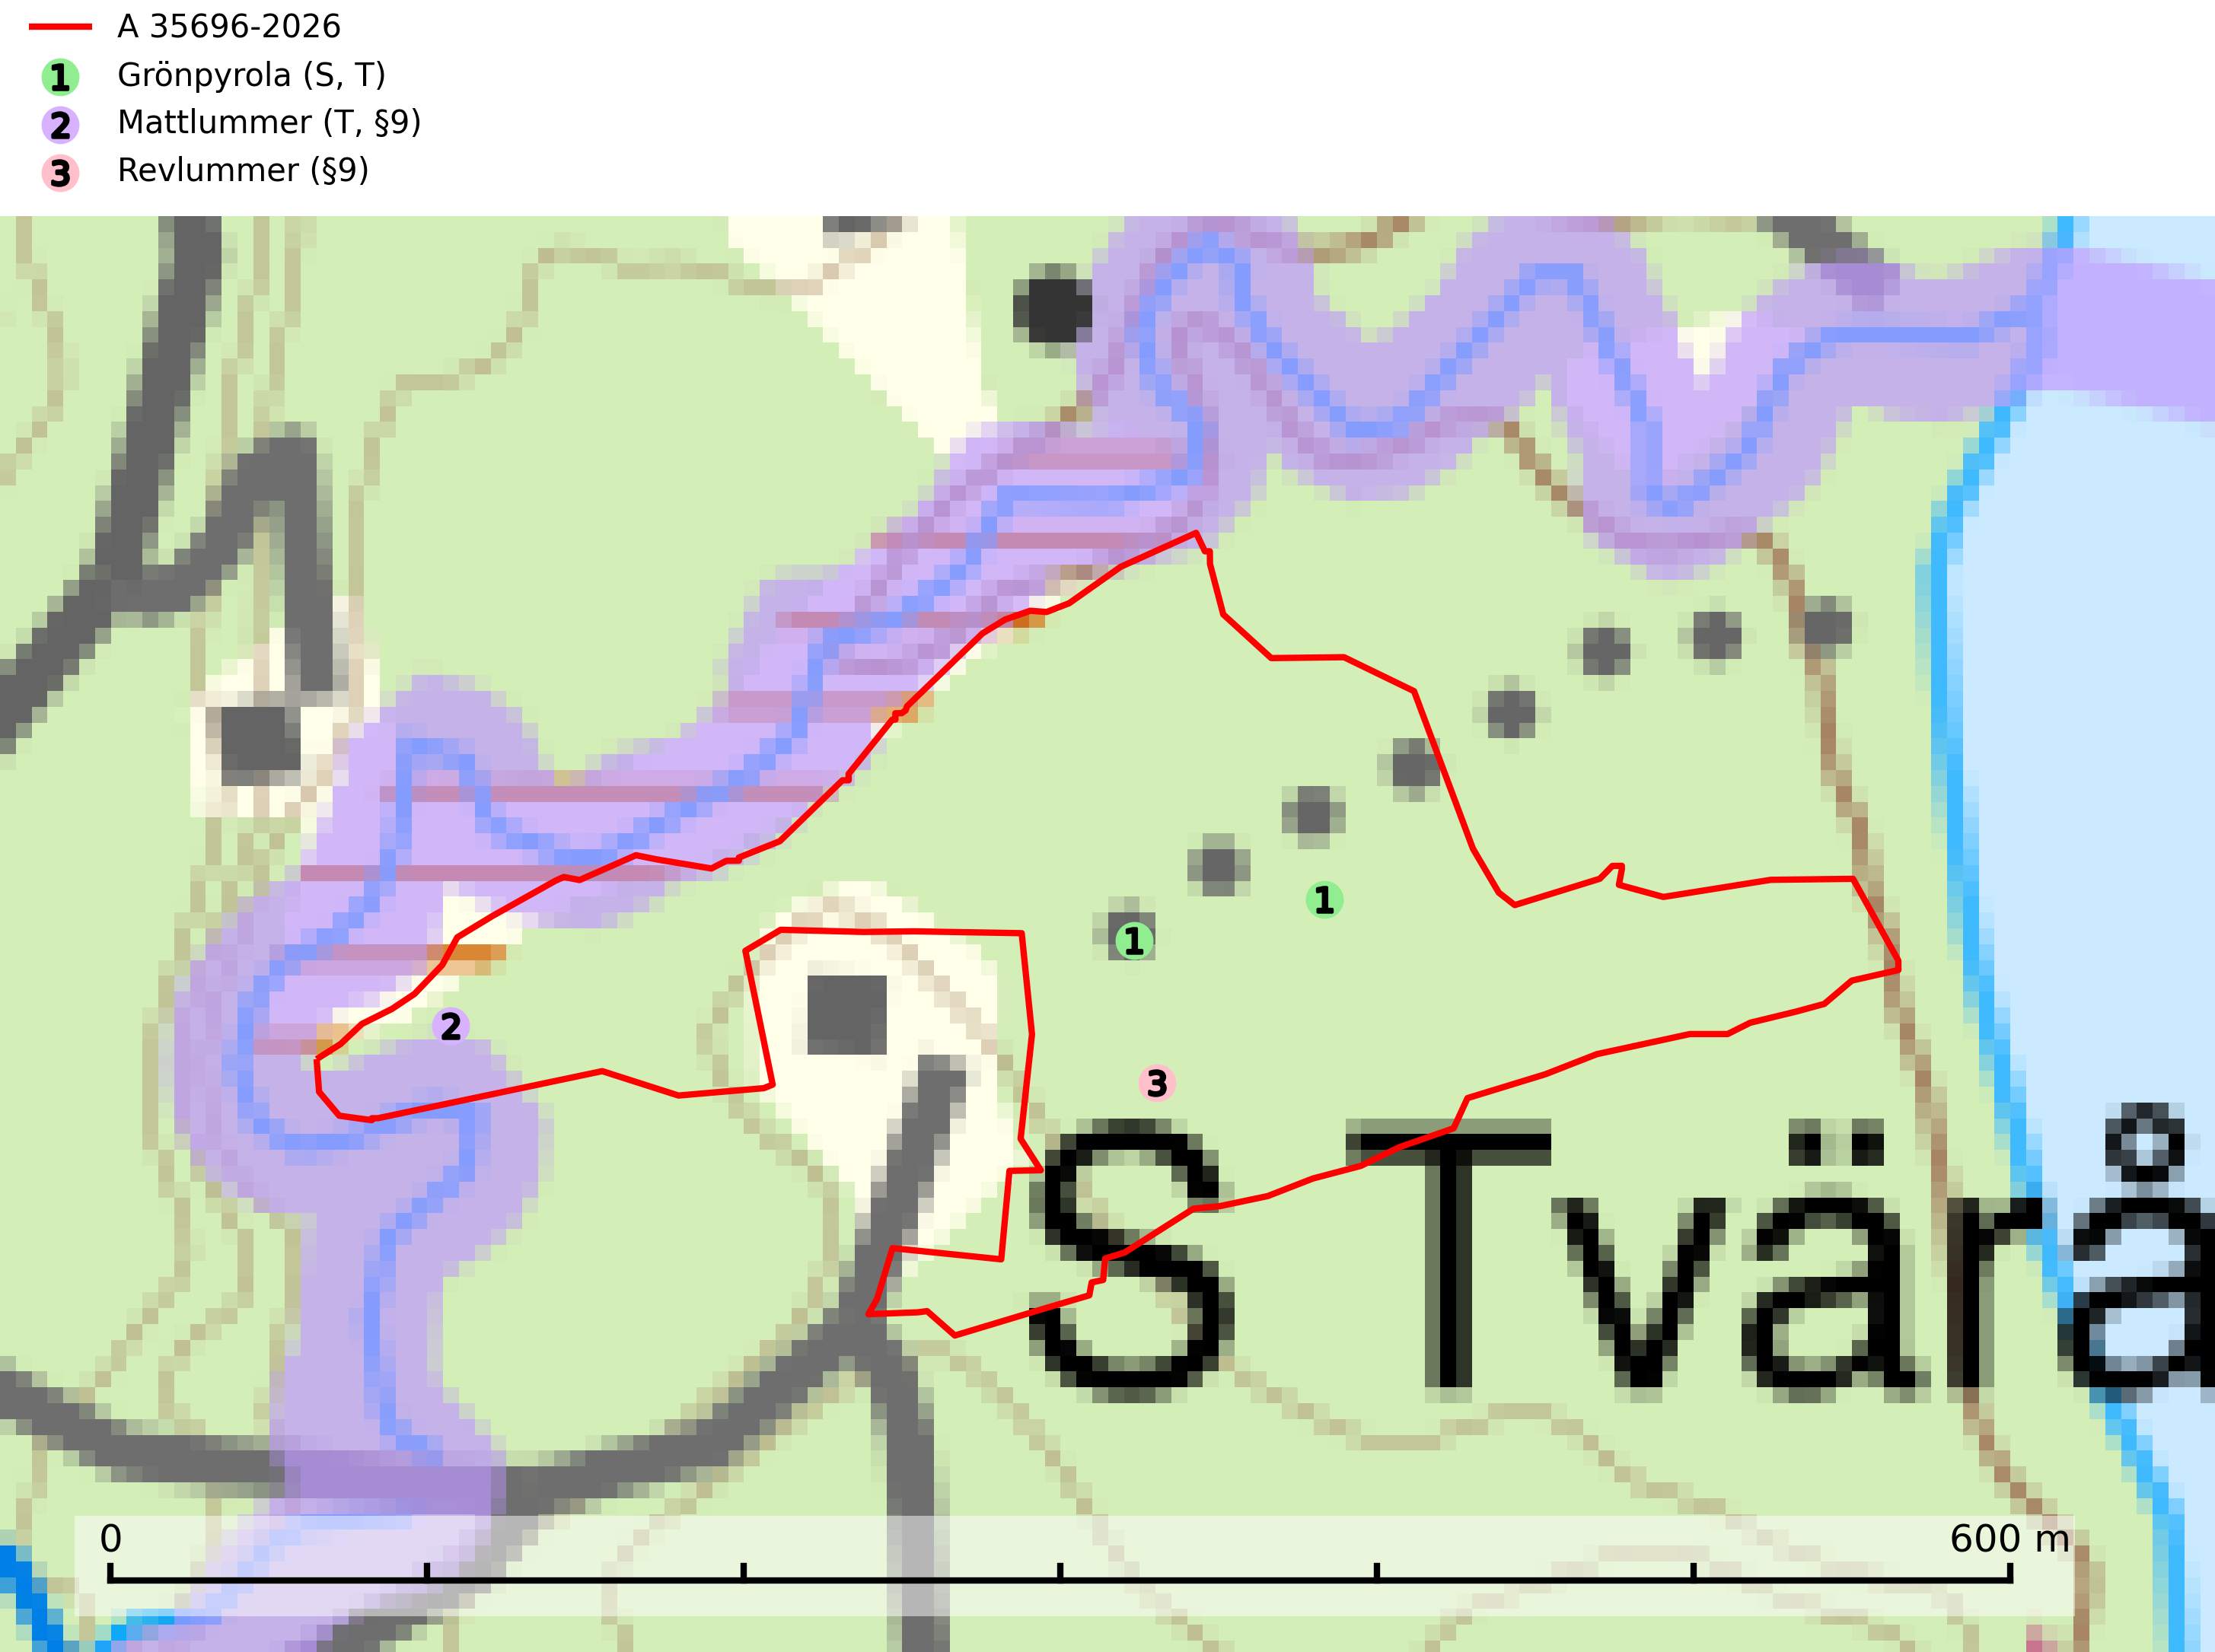 A 35696-2026
1 Grönpyrola (S, T)
2 Mattlummer (T, §9)
3 Revlummer (§9)
1
1
2
3
S Tvärå
0 600 m